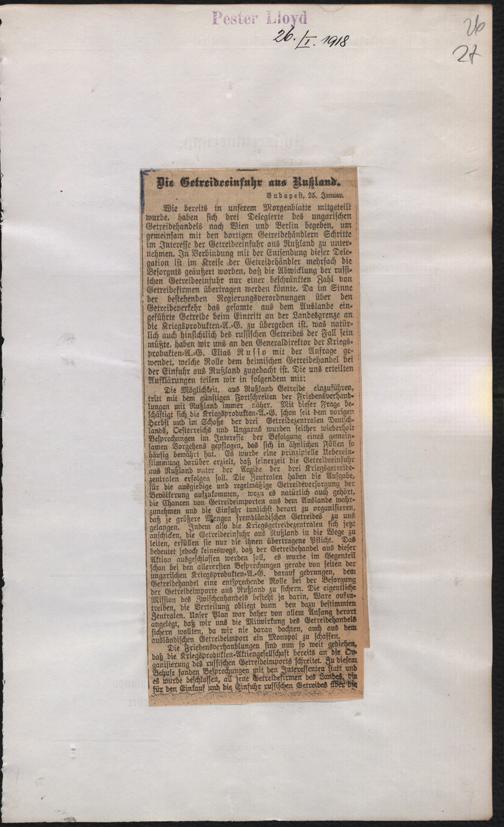 Pester Lloyd
26./I. 1918
26
27
Die Getreideeinfuhr aus Rußland.
Budapest, 25. Januar.
Wie bereits in unserem Morgenblatte mitgeteilt
wurde, haben sich drei Delegierte des ungarischen
Getreidehandels nach Wien und Berlin begeben, um
gemeinsam mit den dortigen Getreidehändlern Schritte
im Interesse der Getreideeinfuhr aus Rußland zu unter-
nehmen. In Verbindung mit der Entsendung dieser Dele-
gation ist im Kreise der Getreidehändler mehrfach die
Besorgnis geäußert worden, daß die Abwicklung der russi-
schen Getreideeinfuhr nur einer beschränkten Zahl von
Getreidefirmen übertragen werden könnte. Da im Sinne
der bestehenden Regierungsverordnungen über den
Getreideverkehr das gesamte aus dem Auslande ein-
geführte Getreide beim Eintritt an der Landesgrenze an
die Kriegsprodukten-A.-G. zu übergeben ist, was natür-
lich auch hinsichtlich des russischen Getreides der Fall sein
müßte, haben wir uns an den Generaldirektor der Kriegs-
produkten-A.-G. Elias Russo mit der Anfrage ge-
wendet, welche Rolle dem heimischen Getreidehandel bei
der Einfuhr aus Rußland zugedacht ist. Die uns erteilten
Aufklärungen teilen wir in folgendem mit:
Die Möglichkeit, aus Rußland Getreide einzuführen,
tritt mit dem günstigen Fortschreiten der Friedensverhand-
lungen mit Rußland immer näher. Mit dieser Frage be-
schäftigt sich die Kriegsprodukten-A.-G. schon seit dem vorigen
Herbst und im Schoße der drei Getreidezentralen Deutsch-
lands, Oesterreichs und Ungarns wurden seither wiederholt
Besprechungen im Interesse der Befolgung eines gemein-
samen Vorgehens gepflogen, das sich in ähnlichen Fällen so
häufig bewährt hat. Es wurde eine prinzipielle Ueberein-
stimmung darüber erzielt, daß seinerzeit die Getreideeinfuhr
aus Rußland unter der Aegide der drei Kriegsgetreide-
zentralen erfolgen soll. Die Zentralen haben die Aufgabe,
für die ausgiebige und regelmäßige Getreideversorgung der
Bevölkerung aufzukommen, wozu es natürlich auch gehört,
die Chancen von Getreideimporten aus dem Auslande wahr-
zunehmen und die Einfuhr tunlichst derart zu organisieren,
daß je größere Mengen fremdländischen Getreides zu uns
gelangen. Indem also die Kriegsgetreidezentralen sich jetzt
anschicken, die Getreideeinfuhr aus Rußland in die Wege zu
leiten, erfüllen sie nur die ihnen übertragene Pflicht. Das
bedeutet jedoch keineswegs, daß der Getreidehandel aus dieser
Aktion ausgeschlossen werden soll, es wurde im Gegenteil
schon bei den allerersten Besprechungen gerade von seiten der
ungarischen Kriegsprodukten-A.-G. darauf gedrungen, dem
Getreidehandel eine entsprechende Rolle bei der Besorgung
der Getreideimporte aus Rußland zu sichern. Die eigentliche
Mission des Zwischenhandels besteht ja darin, Ware aufzu-
treiben, die Verteilung obliegt dann den dazu bestimmten
Zentralen. Unser Plan war daher von allem Anfang derart
angelegt, daß wir uns die Mitwirkung des Getreidehandels
sichern wollten, da wir nie daran dachten, auch aus dem
ausländischen Getreideimport ein Monopol zu schaffen.
Die Friedensverhandlungen sind nun so weit gediehen,
daß die Kriegsprodukten-Aktiengesellschaft bereits an die Or-
ganisierung des russischen Getreideimports schreitet. Zu diesem
Behufe fanden Besprechungen mit den Interessenten statt und
es wurde beschlossen, all jene Getreidefirmen des Landes, die
für den Einkauf und die Einfuhr russischen Getreides über die